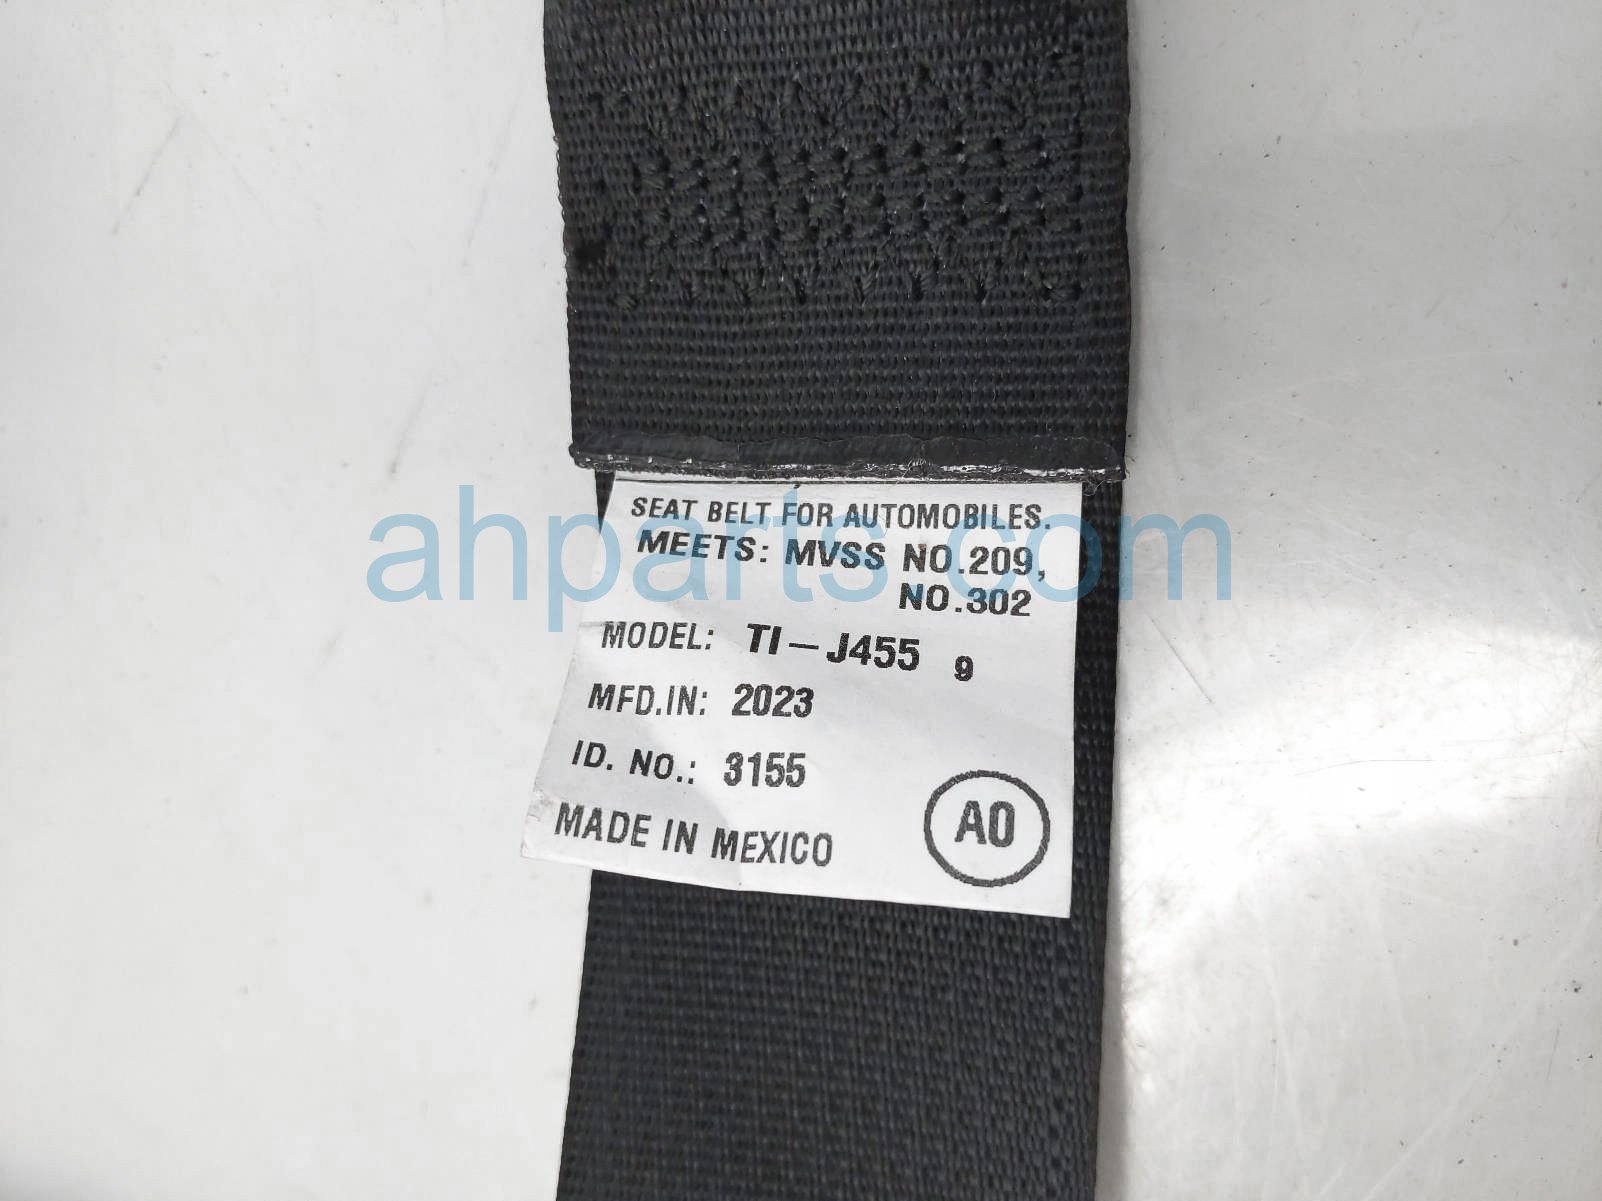 SEAT BELT FOR AUTOMOBILES.
MEETS: MVSS NO.209,
NO.302
MODEL: TI-J455 9
MFD.IN: 2023
ID. NO.: 3155
MADE IN MEXICO
A0
ahparts.com